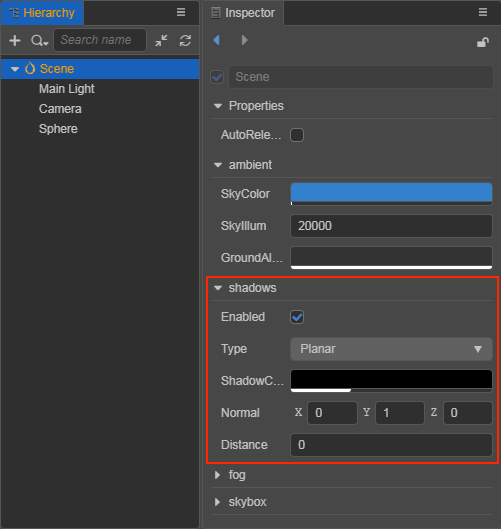 Hierarchy
Search name
Scene
Main Light
Camera
Sphere
Inspector
Scene
Properties
AutoRele...
ambient
SkyColor
SkyIllum 20000
GroundAl...
shadows
Enabled
Type Planar
ShadowC...
Normal X 0 Y 1 Z 0
Distance 0
fog
skybox